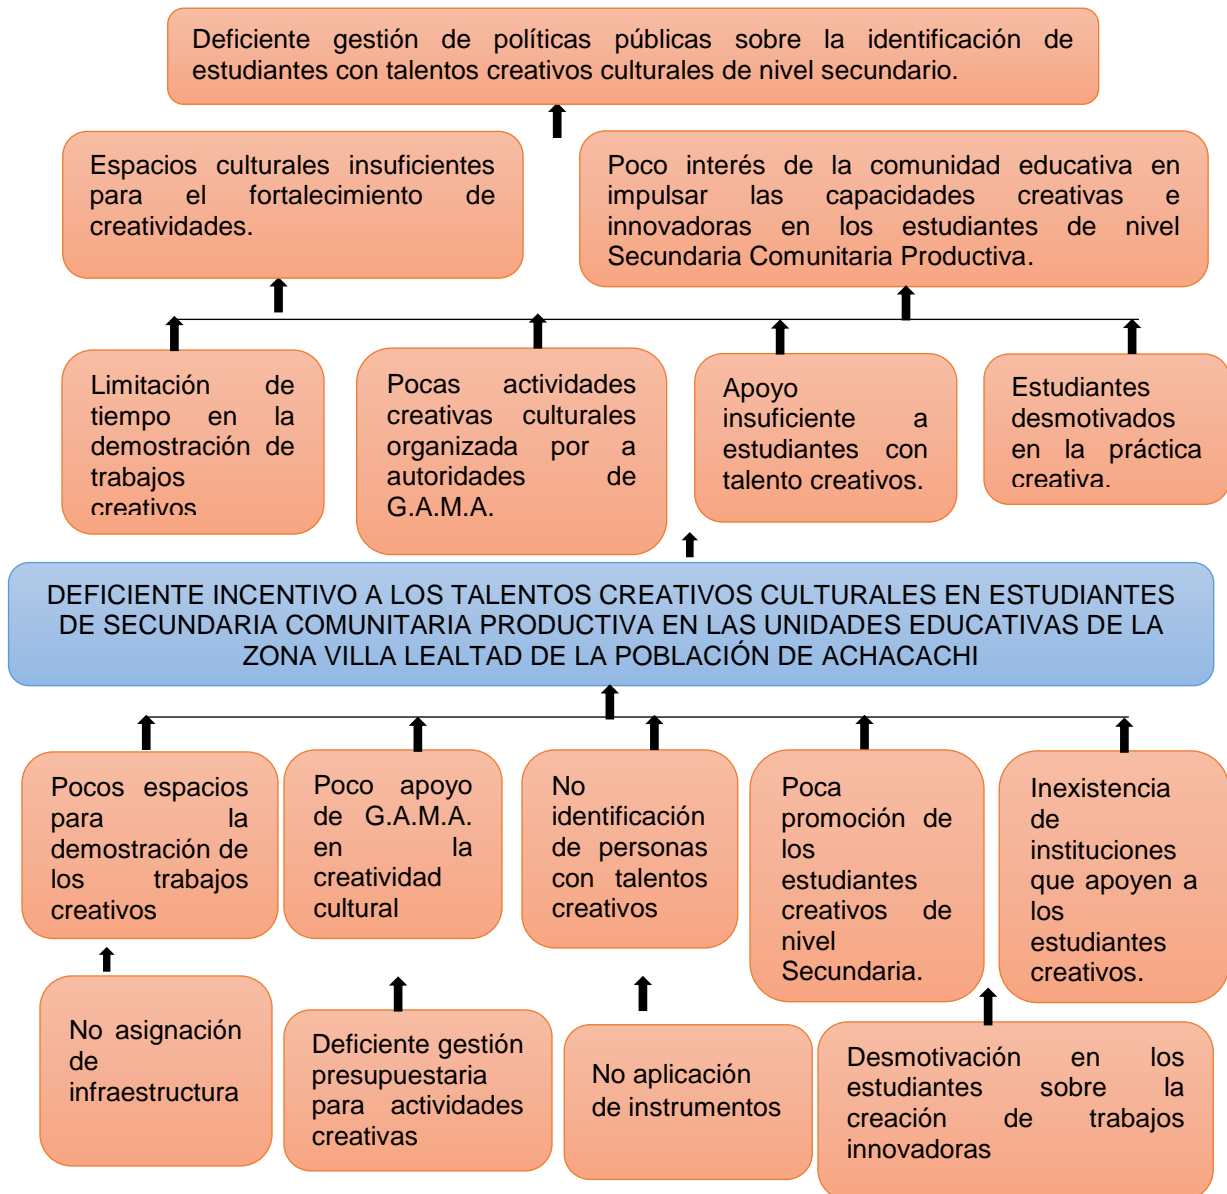 Deficiente gestión de políticas públicas sobre la identificación de
estudiantes con talentos creativos culturales de nivel secundario.
Espacios culturales insuficientes
para el fortalecimiento de
creatividades.
Poco interés de la comunidad educativa en
impulsar las capacidades creativas e
innovadoras en los estudiantes de nivel
Secundaria Comunitaria Productiva.
Limitación de
tiempo en la
demostración de
trabajos
creativos
Pocas actividades
creativas culturales
organizada por a
autoridades de
G.A.M.A.
Apoyo
insuficiente a
estudiantes con
talento creativos.
Estudiantes
desmotivados
en la práctica
creativa.
DEFICIENTE INCENTIVO A LOS TALENTOS CREATIVOS CULTURALES EN ESTUDIANTES
DE SECUNDARIA COMUNITARIA PRODUCTIVA EN LAS UNIDADES EDUCATIVAS DE LA
ZONA VILLA LEALTAD DE LA POBLACIÓN DE ACHACACHI
Pocos espacios
para la
demostración de
los trabajos
creativos
Poco apoyo
de G.A.M.A.
en la
creatividad
cultural
No
identificación
de personas
con talentos
creativos
Poca
promoción de
los
estudiantes
creativos de
nivel
Secundaria.
Inexistencia
de
instituciones
que apoyen a
los
estudiantes
creativos.
No asignación
de
infraestructura
Deficiente gestión
presupuestaria
para actividades
creativas
No aplicación
de instrumentos
Desmotivación en los
estudiantes sobre la
creación de trabajos
innovadoras